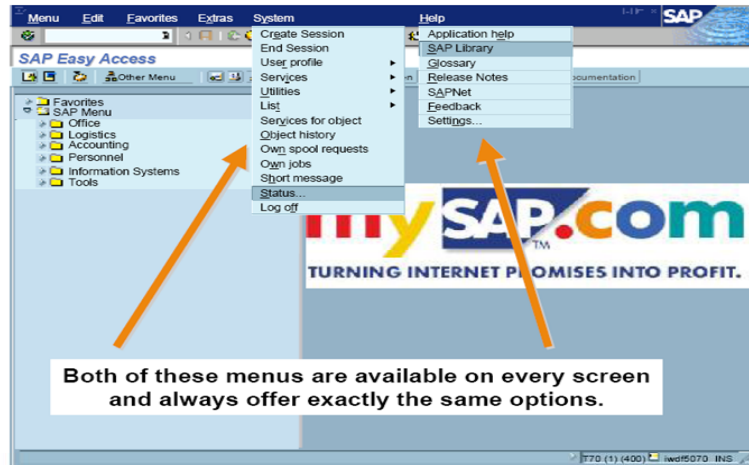 Menu Edit Favorites Extras System Help
SAP
SAP Easy Access
Other Menu
ocumentation
Favorites
SAP Menu
Office
Logistics
Accounting
Personnel
Information Systems
Tools
Create Session
End Session
User profile
Services
Utilities
List
Services for object
Object history
Own spool requests
Own jobs
Short message
Status...
Log off
Application help
SAP Library
Glossary
Release Notes
SAPNet
Feedback
Settings...
mySAP.com
TM
TURNING INTERNET P OMISES INTO PROFIT.
Both of these menus are available on every screen
and always offer exactly the same options.
T70 (1) (400) iwdf5070 INS